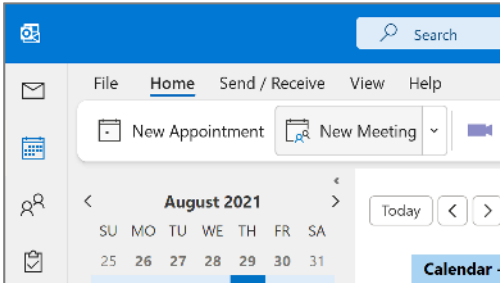 Search
File Home Send / Receive View Help
New Appointment New Meeting
August 2021
Today
SU MO TU WE TH FR SA
25 26 27 28 29 30 31
Calendar -